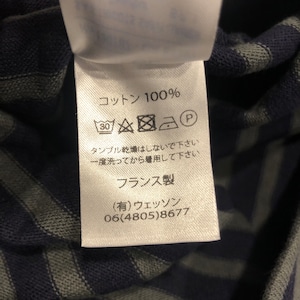 コットン 100%
30 P
タンブル乾燥はしないで下さい
一度洗ってから着用して下さい
フランス製
(有)ウェッソン
06(4805)8677